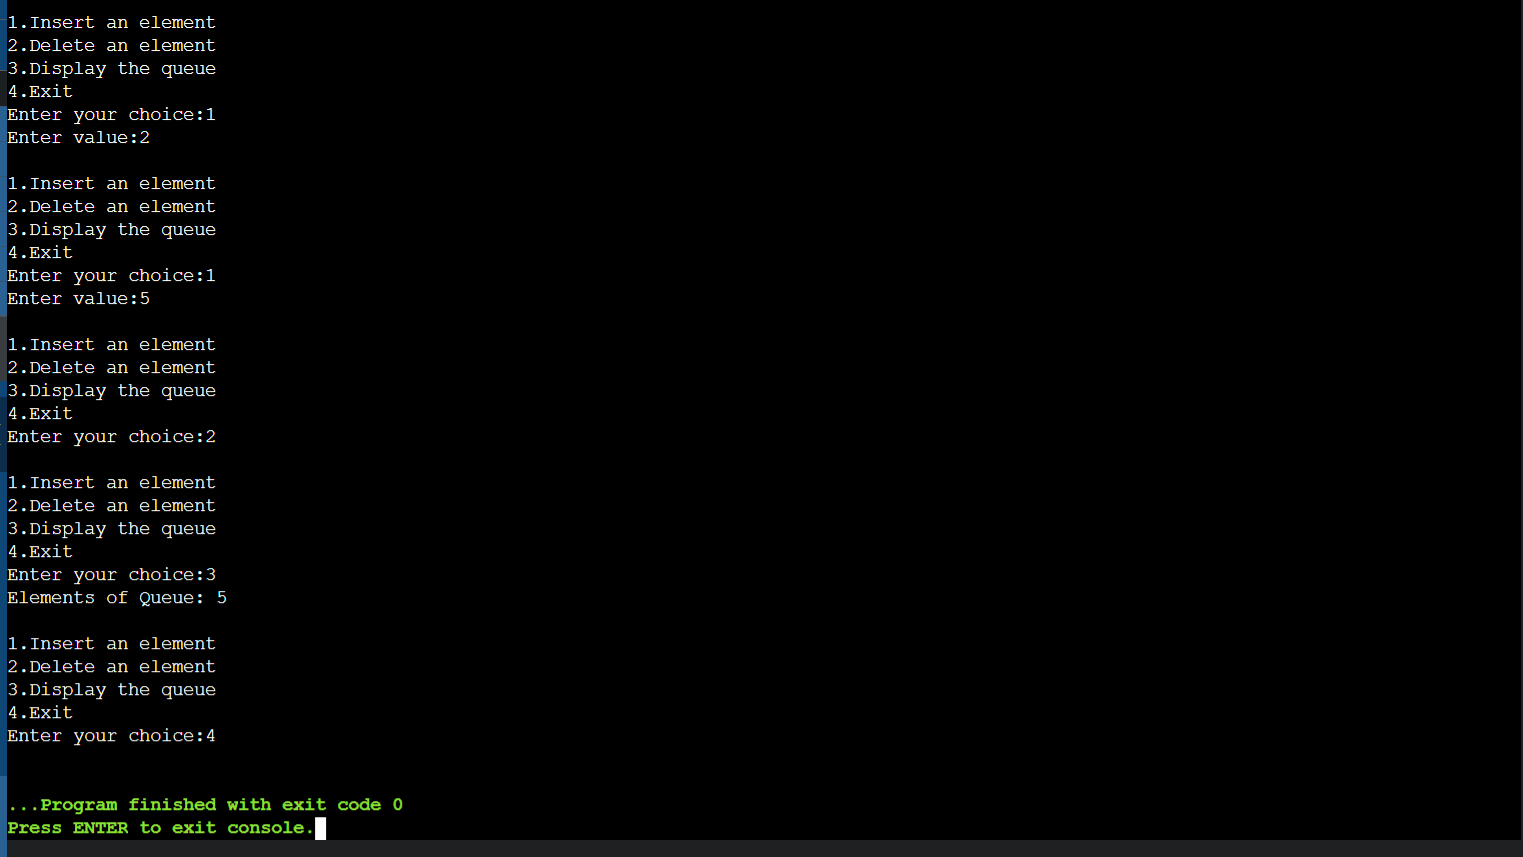 1.Insert an element
2.Delete an element
3.Display the queue
4.Exit
Enter your choice:1
Enter value:2
1.Insert an element
2.Delete an element
3.Display the queue
4.Exit
Enter your choice:1
Enter value:5
1.Insert an element
2.Delete an element
3.Display the queue
4.Exit
Enter your choice:2
1.Insert an element
2.Delete an element
3.Display the queue
4.Exit
Enter your choice:3
Elements of Queue: 5
1.Insert an element
2.Delete an element
3.Display the queue
4.Exit
Enter your choice:4
...Program finished with exit code 0
Press ENTER to exit console.